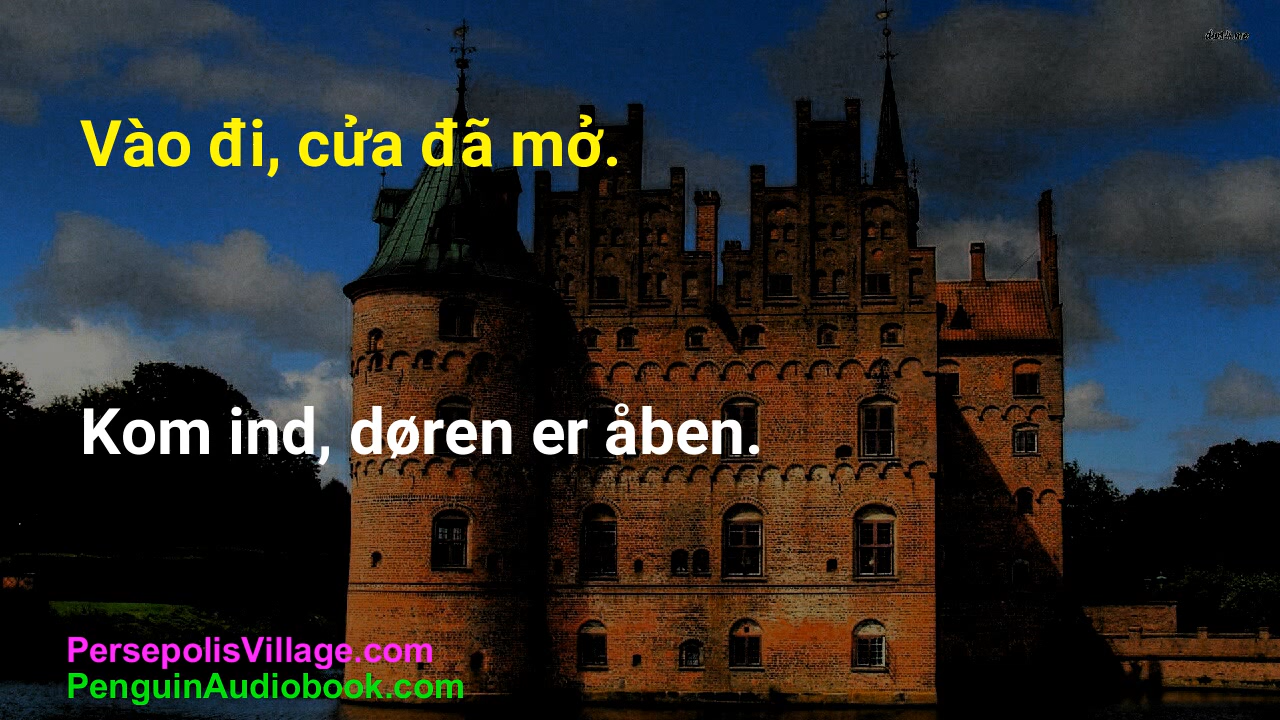 Vào đi, cửa đã mở.
Kom ind, døren er åben.
PersepolisVillage.com
PenguinAudiobook.com